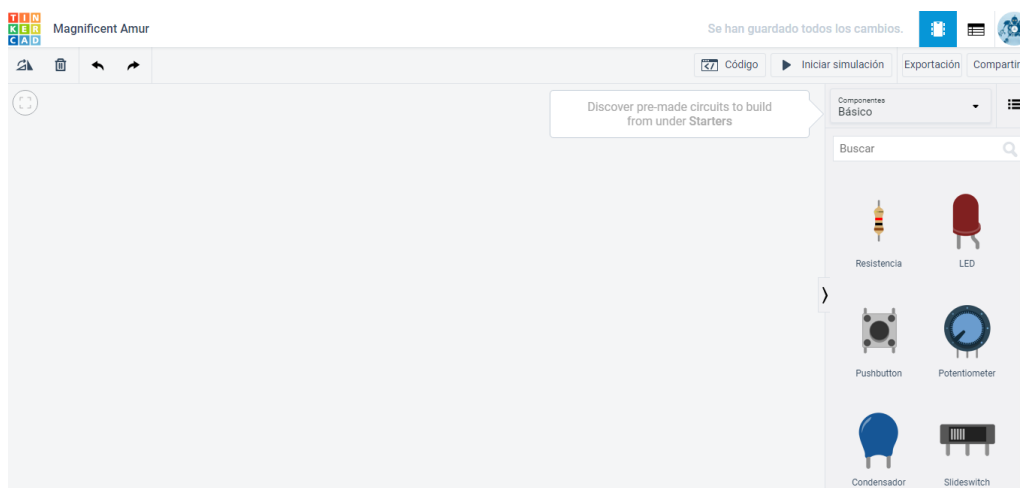 TIN
KER
CAD
Magnificent Amur
Se han guardado todos los cambios.
Código
Iniciar simulación
Exportación
Compartir
Discover pre-made circuits to build
from under Starters
Componentes
Básico
Buscar
Resistencia
LED
Pushbutton
Potentiometer
Condensador
Slideswitch